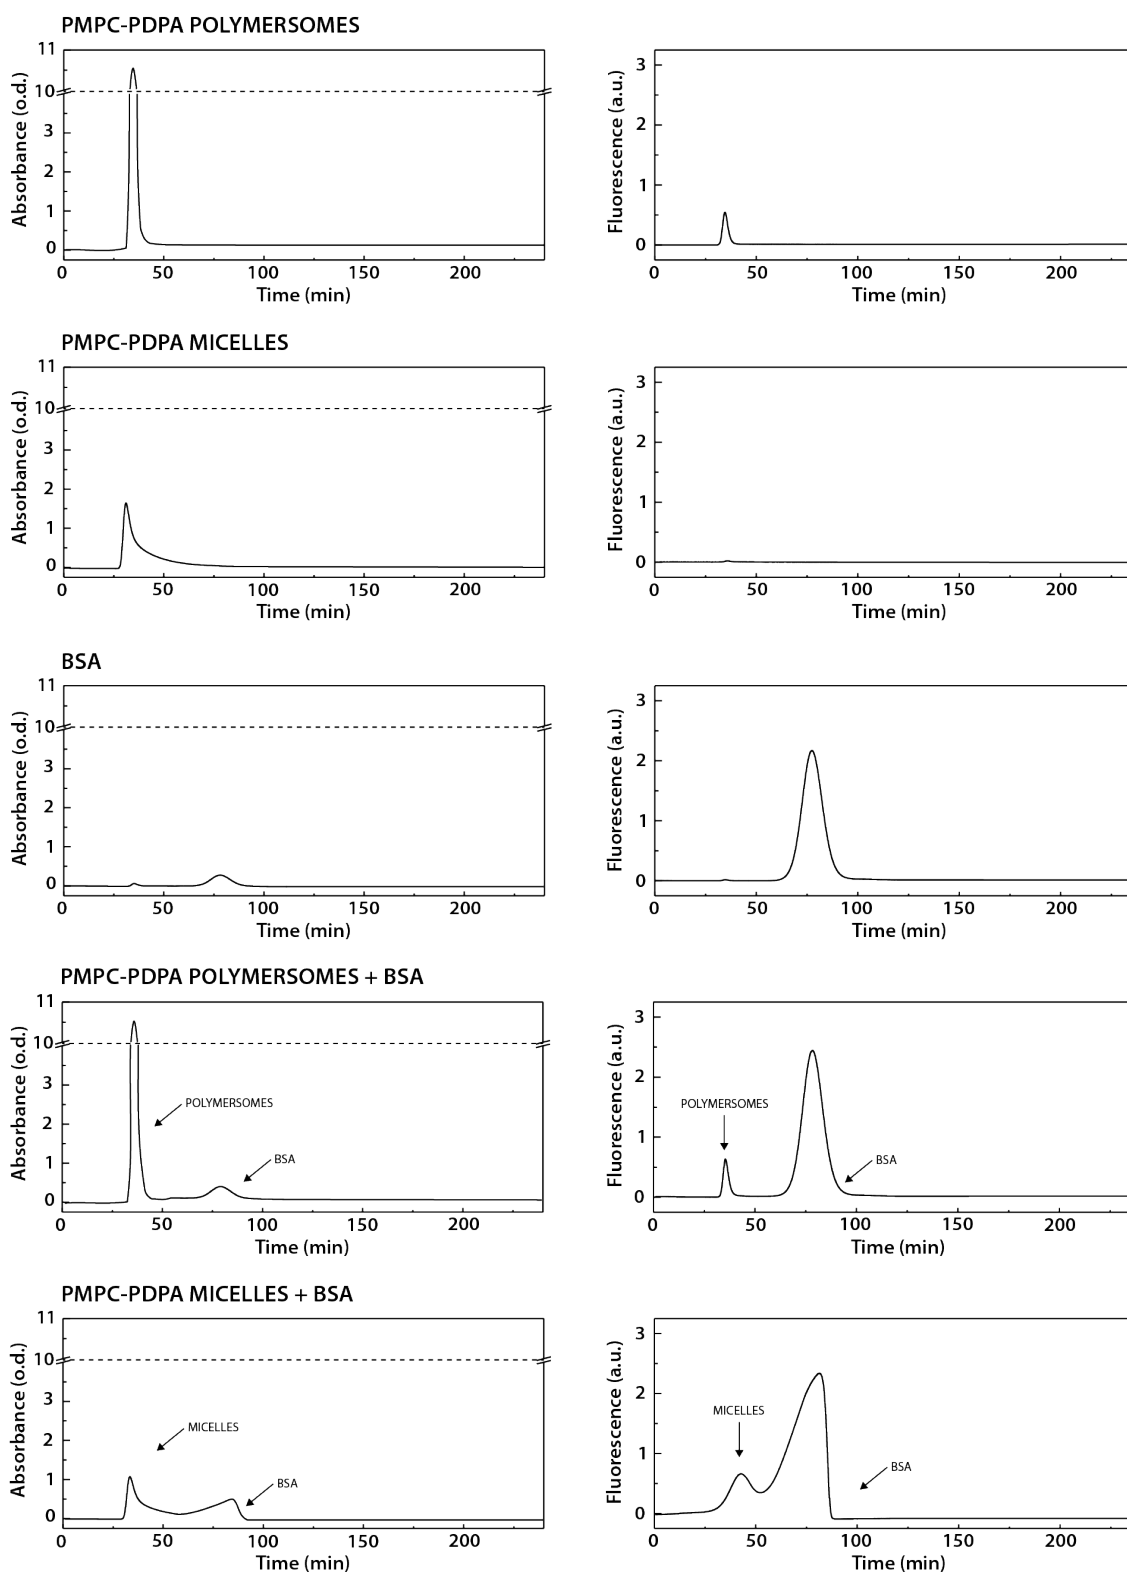 PMPC-PDPA POLYMERSOMES
Absorbance (o.d.)
11
10
3
2
1
0
0 50 100 150 200
Time (min)
Fluorescence (a.u.)
3
2
1
0
0 50 100 150 200
Time (min)
PMPC-PDPA MICELLES
Absorbance (o.d.)
11
10
3
2
1
0
0 50 100 150 200
Time (min)
Fluorescence (a.u.)
3
2
1
0
0 50 100 150 200
Time (min)
BSA
Absorbance (o.d.)
11
10
3
2
1
0
0 50 100 150 200
Time (min)
Fluorescence (a.u.)
3
2
1
0
0 50 100 150 200
Time (min)
PMPC-PDPA POLYMERSOMES + BSA
Absorbance (o.d.)
11
10
3
2
1
0
POLYMERSOMES
BSA
0 50 100 150 200
Time (min)
Fluorescence (a.u.)
3
2
1
0
POLYMERSOMES
BSA
0 50 100 150 200
Time (min)
PMPC-PDPA MICELLES + BSA
Absorbance (o.d.)
11
10
3
2
1
0
MICELLES
BSA
0 50 100 150 200
Time (min)
Fluorescence (a.u.)
3
2
1
0
MICELLES
BSA
0 50 100 150 200
Time (min)